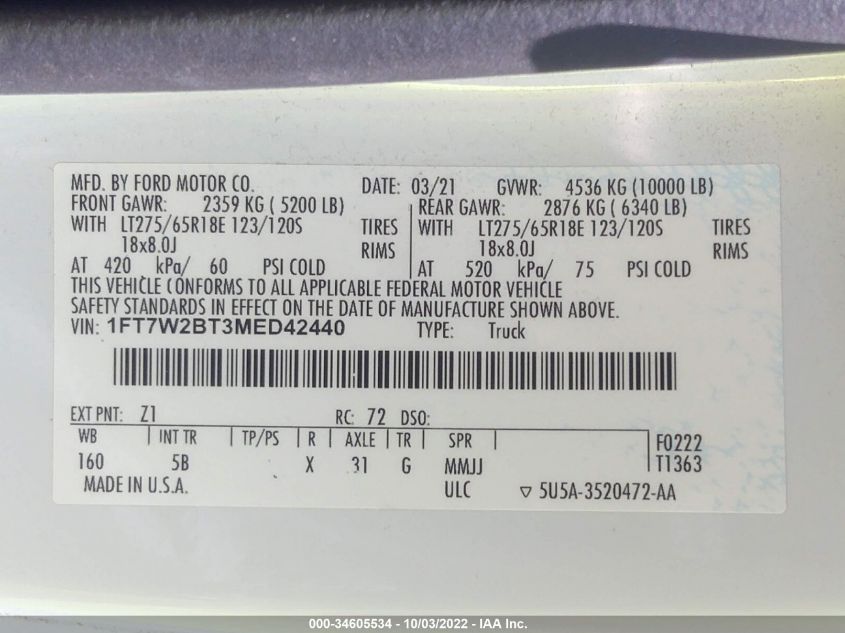 MFD. BY FORD MOTOR CO. DATE: 03/21 GVWR: 4536 KG (10000 LB)
FRONT GAWR: 2359 KG ( 5200 LB) REAR GAWR: 2876 KG ( 6340 LB)
WITH LT275/65R18E 123/120S TIRES WITH LT275/65R18E 123/120S TIRES
18x8.0J RIMS 18x8.0J RIMS
AT 420 kPa/ 60 PSI COLD AT 520 kPa/ 75 PSI COLD
THIS VEHICLE CONFORMS TO ALL APPLICABLE FEDERAL MOTOR VEHICLE
SAFETY STANDARDS IN EFFECT ON THE DATE OF MANUFACTURE SHOWN ABOVE.
VIN: 1FT7W2BT3MED42440 TYPE: Truck
EXT PNT: Z1 RC: 72 DSO:
WB INT TR TP/PS R AXLE TR SPR F0222
160 5B X 31 G MMJJ T1363
MADE IN U.S.A. ULC ▽ 5U5A-3520472-AA
000-34605534 - 10/03/2022 - IAA Inc.